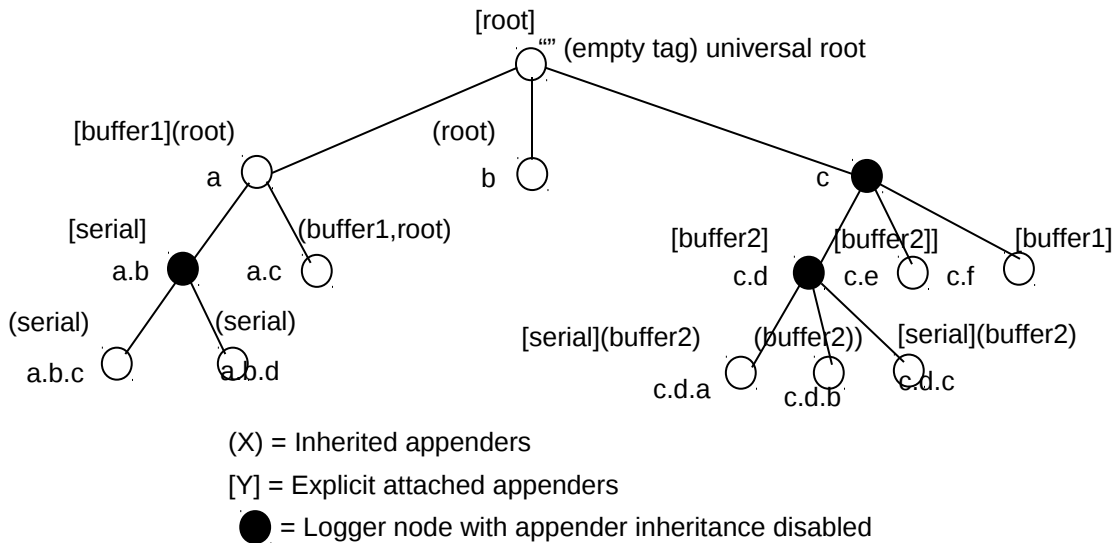 [root]
“” (empty tag) universal root
[buffer1](root)
(root)
a
b
c
[serial]
(buffer1,root)
[buffer2]
[buffer2]]
[buffer1]
a.b
a.c
c.d
c.e
c.f
(serial)
(serial)
[serial](buffer2)
(buffer2))
[serial](buffer2)
a.b.c
a.b.d
c.d.a
c.d.b
c.d.c
(X) = Inherited appenders
[Y] = Explicit attached appenders
= Logger node with appender inheritance disabled